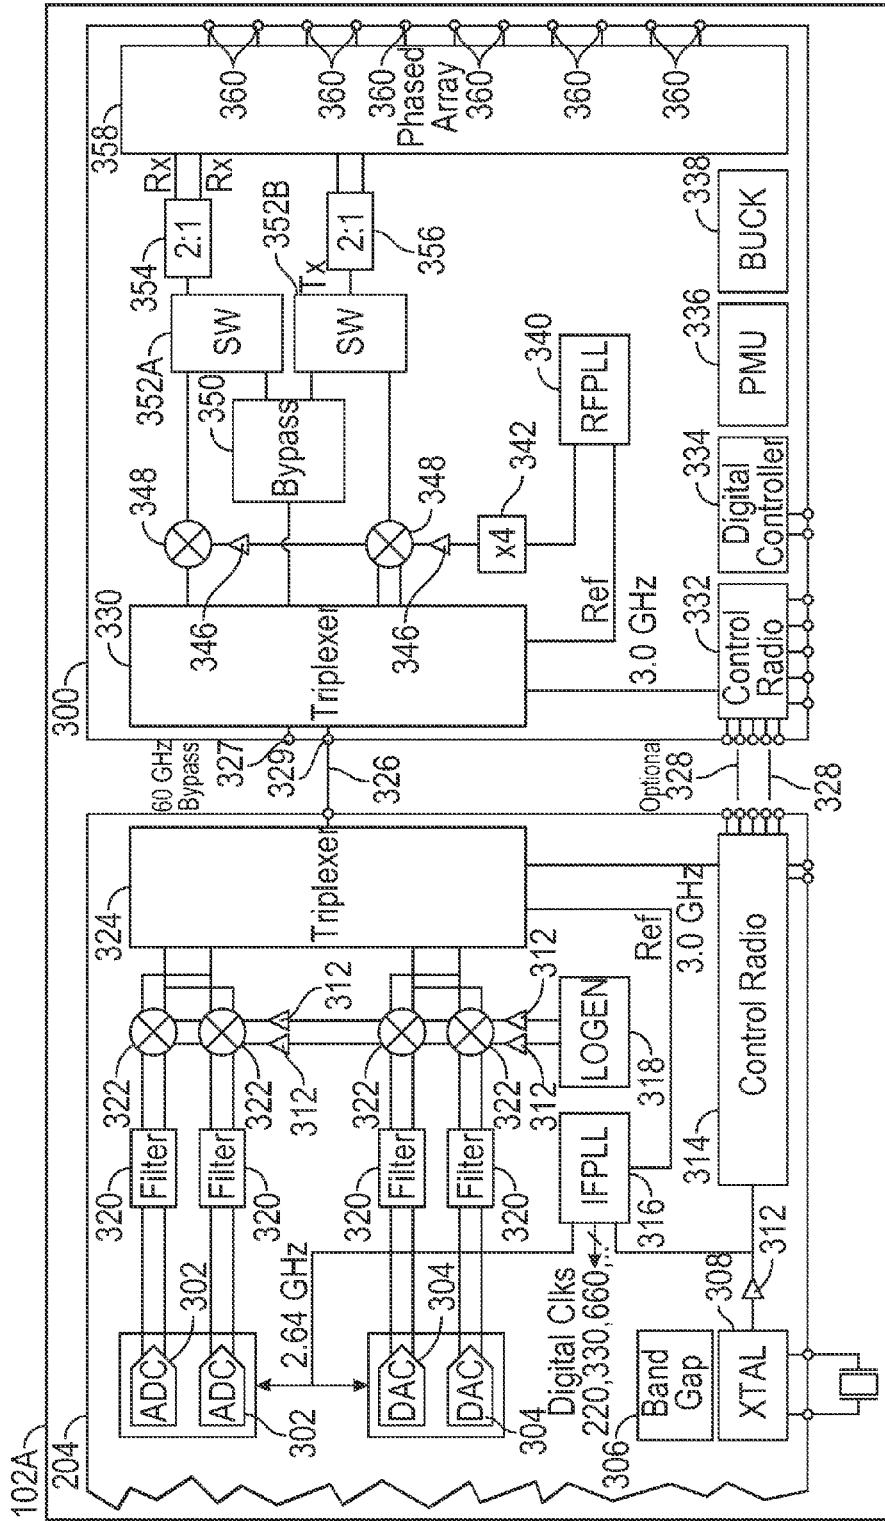 102A
204
300
ADC
302
ADC
302
2.64 GHz
DAC
304
DAC
304
Digital Clks
220,330,660,..
306
Band
Gap
308
XTAL
312
320
Filter
Filter
320
320
Filter
Filter
320
IFPLL
316
314
Control Radio
322
322
312
312
322
322
312
312
LOGEN
318
Ref
3.0 GHz
324
Triplexer
60 GHz
Bypass
327
329
326
Optional
328
328
330
Triplexer
346
346
Ref
3.0 GHz
332
Control
Radio
348
348
x4
342
334
Digital
Controller
352A
350
Bypass
SW
SW
352B
RFPLL
340
336
PMU
354
2:1
Rx
Rx
Tx
2:1
356
338
BUCK
358
Phased
Array
360
360
360
360
360
360